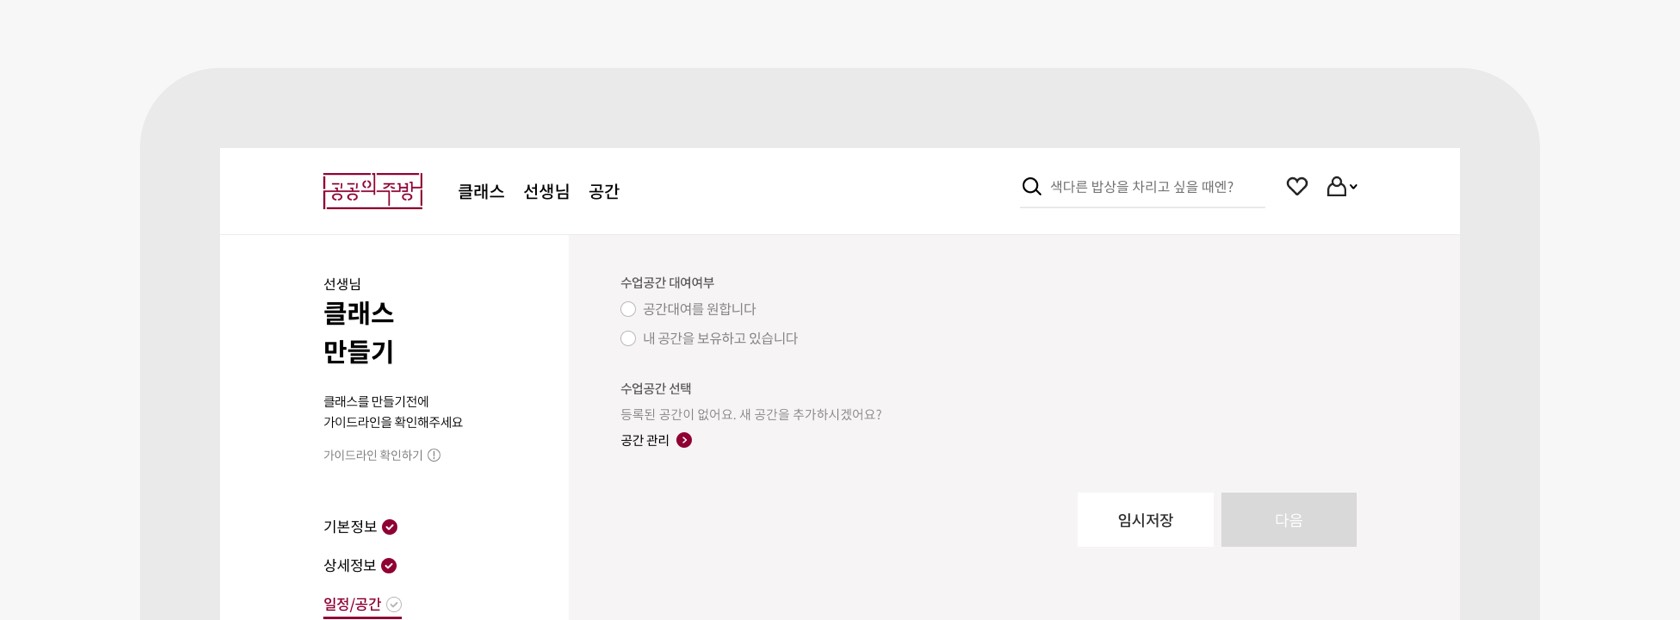 공공의주방
클래스 선생님 공간
색다른 밥상을 차리고 싶을 때엔?
선생님
클래스
만들기
클래스를 만들기전에
가이드라인을 확인해주세요
가이드라인 확인하기
기본정보
상세정보
일정/공간
수업공간 대여여부
공간대여를 원합니다
내 공간을 보유하고 있습니다
수업공간 선택
등록된 공간이 없어요. 새 공간을 추가하시겠어요?
공간 관리
임시저장
다음